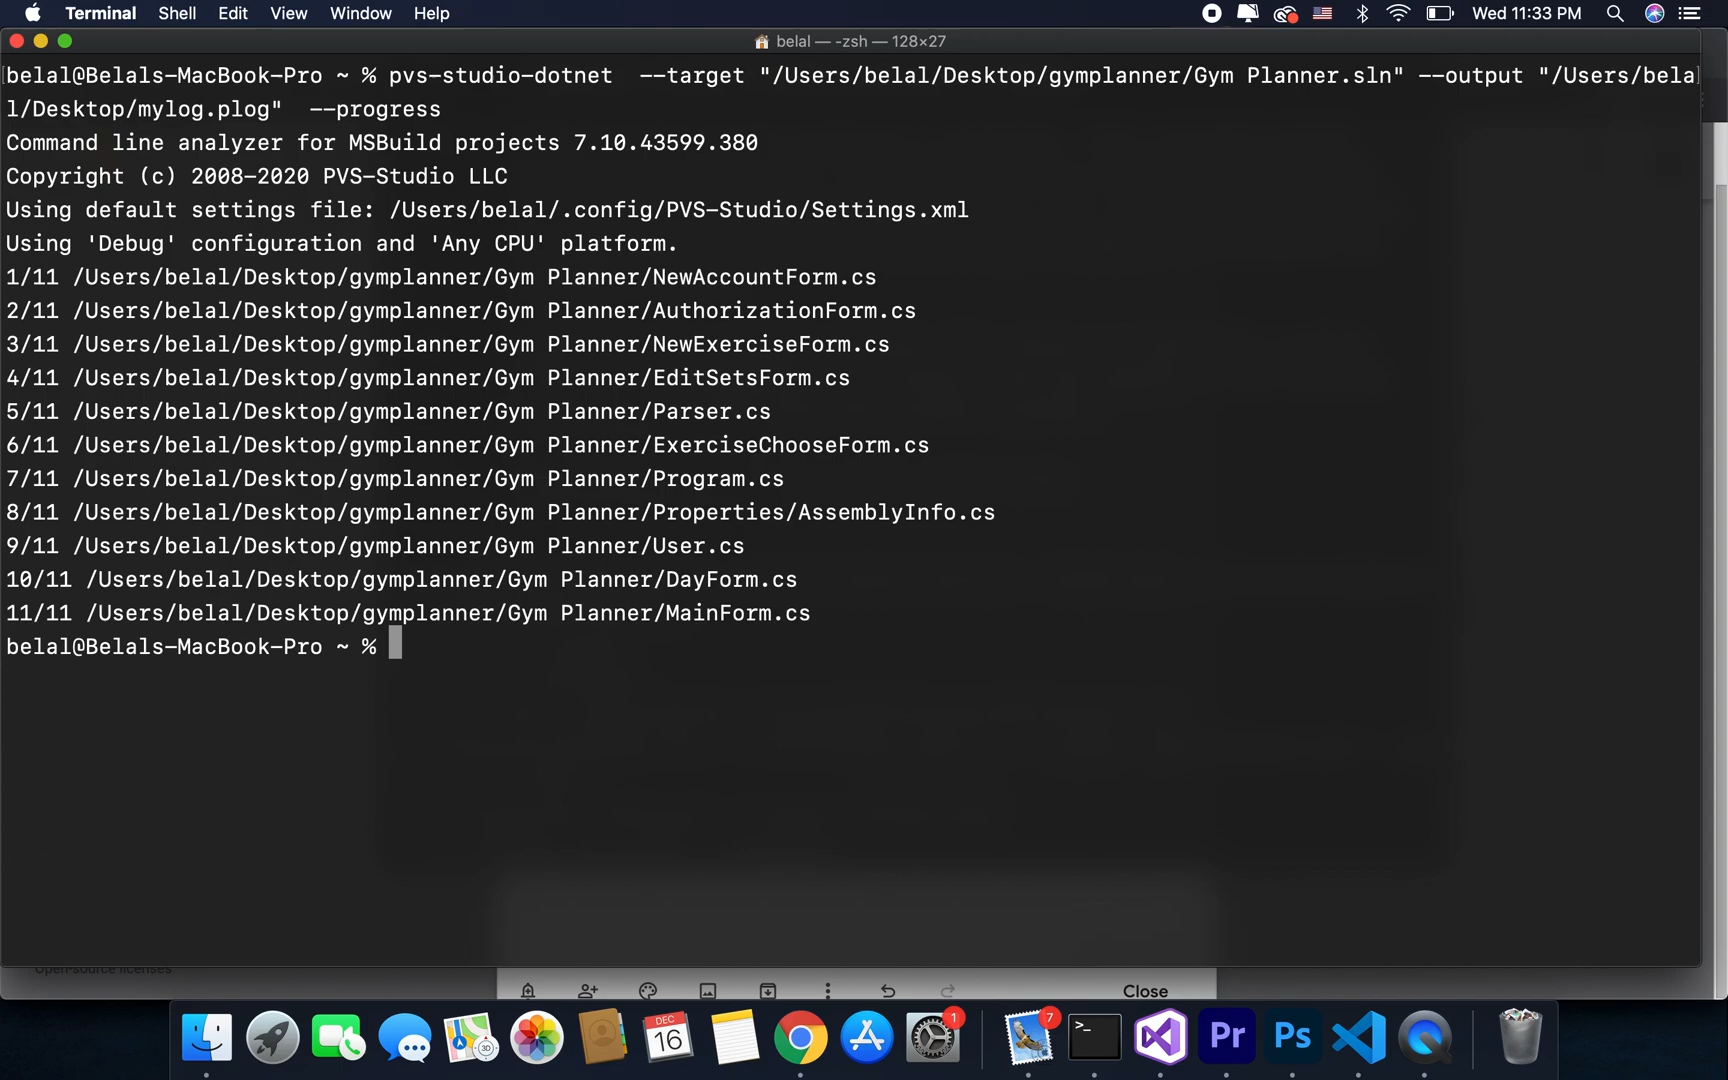 Terminal Shell Edit View Window Help Wed 11:33 PM
belal — -zsh — 128×27
belal@Belals-MacBook-Pro ~ % pvs-studio-dotnet  --target "/Users/belal/Desktop/gymplanner/Gym Planner.sln" --output "/Users/bela
l/Desktop/mylog.plog"  --progress
Command line analyzer for MSBuild projects 7.10.43599.380
Copyright (c) 2008-2020 PVS-Studio LLC
Using default settings file: /Users/belal/.config/PVS-Studio/Settings.xml
Using 'Debug' configuration and 'Any CPU' platform.
1/11 /Users/belal/Desktop/gymplanner/Gym Planner/NewAccountForm.cs
2/11 /Users/belal/Desktop/gymplanner/Gym Planner/AuthorizationForm.cs
3/11 /Users/belal/Desktop/gymplanner/Gym Planner/NewExerciseForm.cs
4/11 /Users/belal/Desktop/gymplanner/Gym Planner/EditSetsForm.cs
5/11 /Users/belal/Desktop/gymplanner/Gym Planner/Parser.cs
6/11 /Users/belal/Desktop/gymplanner/Gym Planner/ExerciseChooseForm.cs
7/11 /Users/belal/Desktop/gymplanner/Gym Planner/Program.cs
8/11 /Users/belal/Desktop/gymplanner/Gym Planner/Properties/AssemblyInfo.cs
9/11 /Users/belal/Desktop/gymplanner/Gym Planner/User.cs
10/11 /Users/belal/Desktop/gymplanner/Gym Planner/DayForm.cs
11/11 /Users/belal/Desktop/gymplanner/Gym Planner/MainForm.cs
belal@Belals-MacBook-Pro ~ %
Open-source licenses
Close
3D
DEC
16
1
7
>_
Pr
Ps